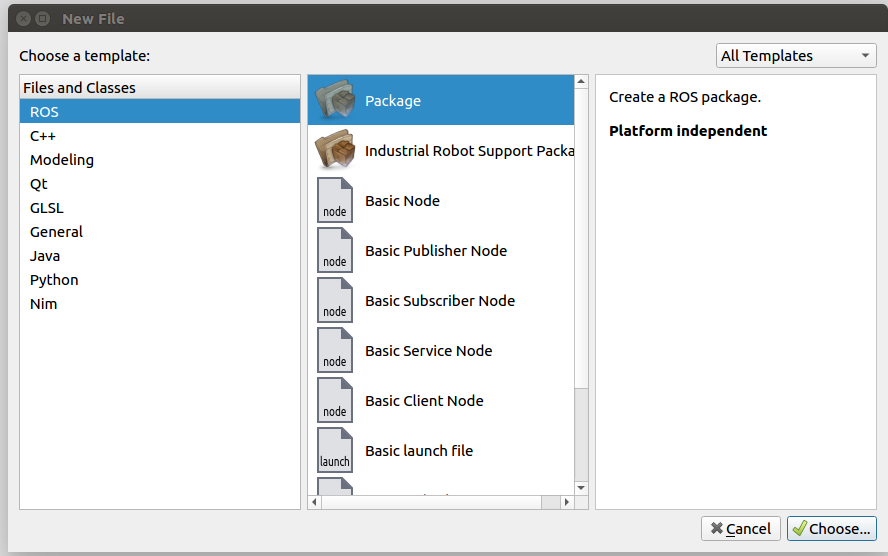 New File
Choose a template:
All Templates
Files and Classes
ROS
C++
Modeling
Qt
GLSL
General
Java
Python
Nim
Package
Industrial Robot Support Packa
node
Basic Node
node
Basic Publisher Node
node
Basic Subscriber Node
node
Basic Service Node
node
Basic Client Node
launch
Basic launch file
Create a ROS package.
Platform independent
Cancel
Choose...